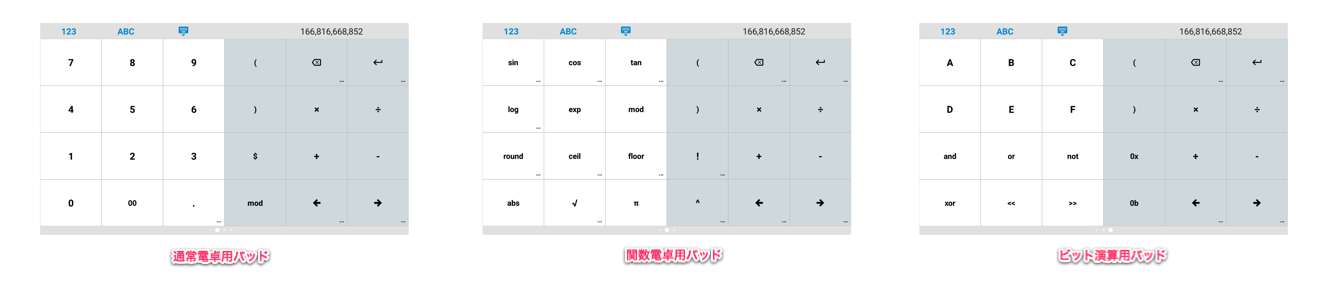 123 ABC 166,816,668,852
7 8 9 (
...  ...
4 5 6 ) × ÷
1 2 3 $ + -
0 00 . mod ← →
... ... ...
通常電卓用パッド
123 ABC 166,816,668,852
sin cos tan (
... ...
log exp mod ) × ÷
...
round ceil floor ! + -
... ... ... ...
abs √ π ^ ← →
... ... ... ...
関数電卓用パッド
123 ABC 166,816,668,852
A B C (
... ...
D E F ) × ÷
and or not 0x + -
xor << >> 0b ← →
... ...
ビット演算用パッド